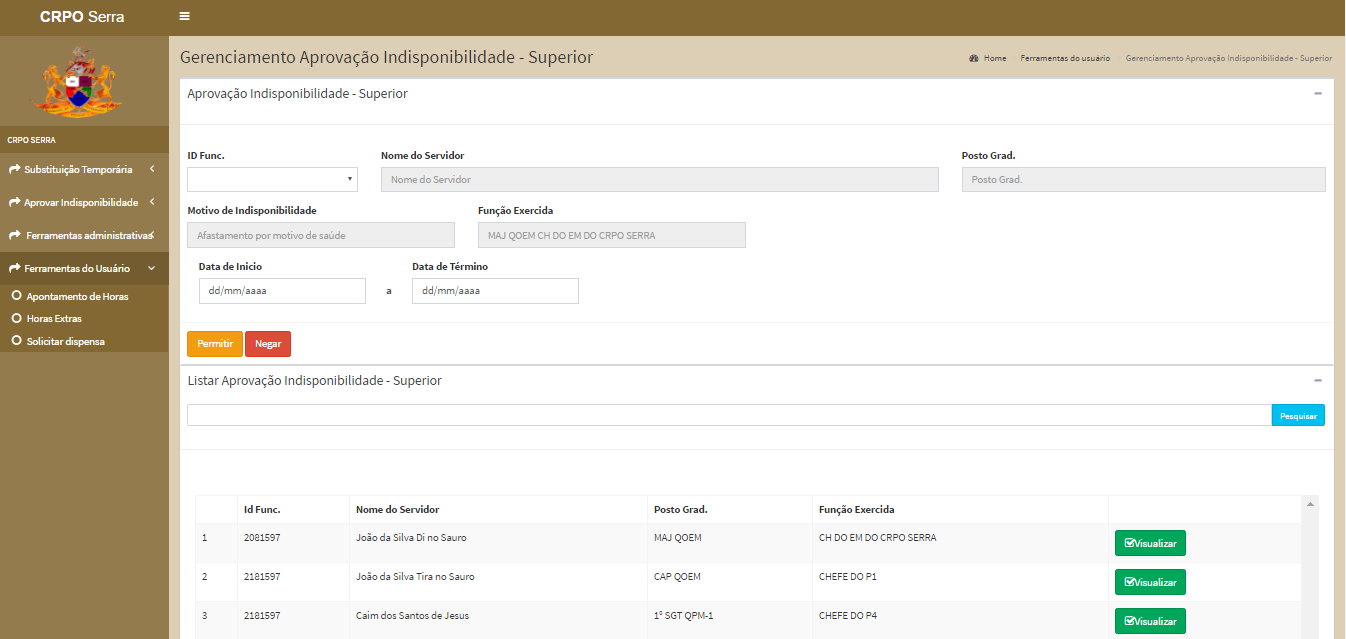 CRPO Serra
Gerenciamento Aprovação Indisponibilidade - Superior
Home Ferramentas do usuário Gerenciamento Aprovação Indisponibilidade - Superior
CRPO SERRA
Substituição Temporária
Aprovar Indisponibilidade
Ferramentas administrativas
Ferramentas do Usuário
Apontamento de Horas
Horas Extras
Solicitar dispensa
Aprovação Indisponibilidade - Superior
ID Func. Nome do Servidor Posto Grad.
Nome do Servidor Posto Grad.
Motivo de Indisponibilidade Função Exercida
Afastamento por motivo de saúde MAJ QOEM CH DO EM DO CRPO SERRA
Data de Inicio Data de Término
dd/mm/aaaa a dd/mm/aaaa
Permitir Negar
Listar Aprovação Indisponibilidade - Superior
Pesquisar
Id Func. Nome do Servidor Posto Grad. Função Exercida
1 2081597 João da Silva Di no Sauro MAJ QOEM CH DO EM DO CRPO SERRA Visualizar
2 2181597 João da Silva Tira no Sauro CAP QOEM CHEFE DO P1 Visualizar
3 2181597 Caim dos Santos de Jesus 1º SGT QPM-1 CHEFE DO P4 Visualizar